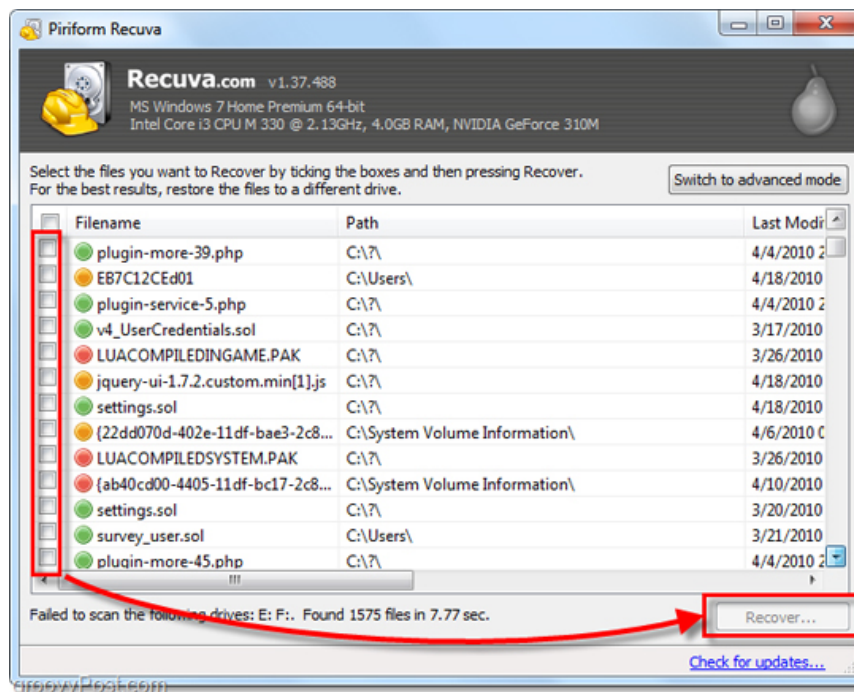 Piriform Recuva
Recuva.com v1.37.488
MS Windows 7 Home Premium 64-bit
Intel Core i3 CPU M 330 @ 2.13GHz, 4.0GB RAM, NVIDIA GeForce 310M
Select the files you want to Recover by ticking the boxes and then pressing Recover.
For the best results, restore the files to a different drive.
Switch to advanced mode
Filename Path Last Modif
plugin-more-39.php C:\?\ 4/4/2010 2
EB7C12CEd01 C:\Users\ 4/18/2010
plugin-service-5.php C:\?\ 4/4/2010 2
v4_UserCredentials.sol C:\?\ 3/17/2010
LUACOMPILEDINGAME.PAK C:\?\ 3/26/2010
jquery-ui-1.7.2.custom.min[1].js C:\?\ 4/18/2010
settings.sol C:\?\ 4/18/2010
{22dd070d-402e-11df-bae3-2c8... C:\System Volume Information\ 4/6/2010 0
LUACOMPILEDSYSTEM.PAK C:\?\ 3/26/2010
{ab40cd00-4405-11df-bc17-2c8... C:\System Volume Information\ 4/10/2010
settings.sol C:\?\ 3/20/2010
survey_user.sol C:\Users\ 3/21/2010
plugin-more-45.php C:\?\ 4/4/2010 2
Failed to scan the following drives: E: F:. Found 1575 files in 7.77 sec.
Recover...
Check for updates...
groovyPost.com